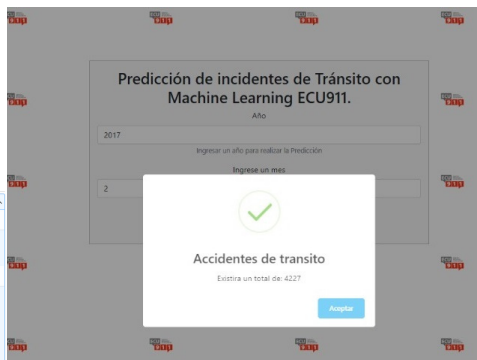 Predicción de incidentes de Tránsito con
Machine Learning ECU911.
Año
2017
Ingresar un año para realizar la Predicción
Ingrese un mes
2
Accidentes de transito
Existira un total de: 4227
Aceptar